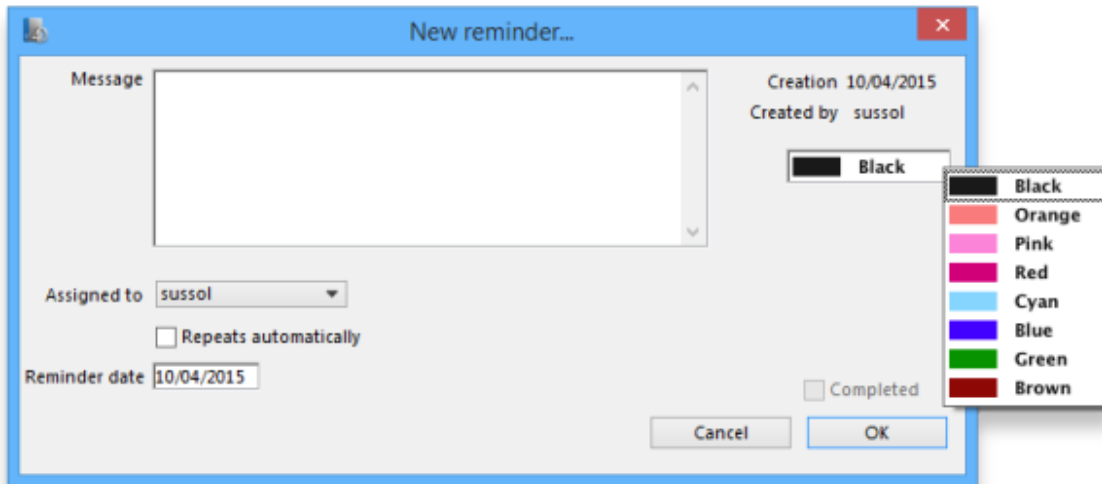 New reminder...
Message
Creation 10/04/2015
Created by sussol
Black
Black
Orange
Pink
Red
Cyan
Blue
Green
Brown
Assigned to sussol
Repeats automatically
Reminder date 10/04/2015
Completed
Cancel OK